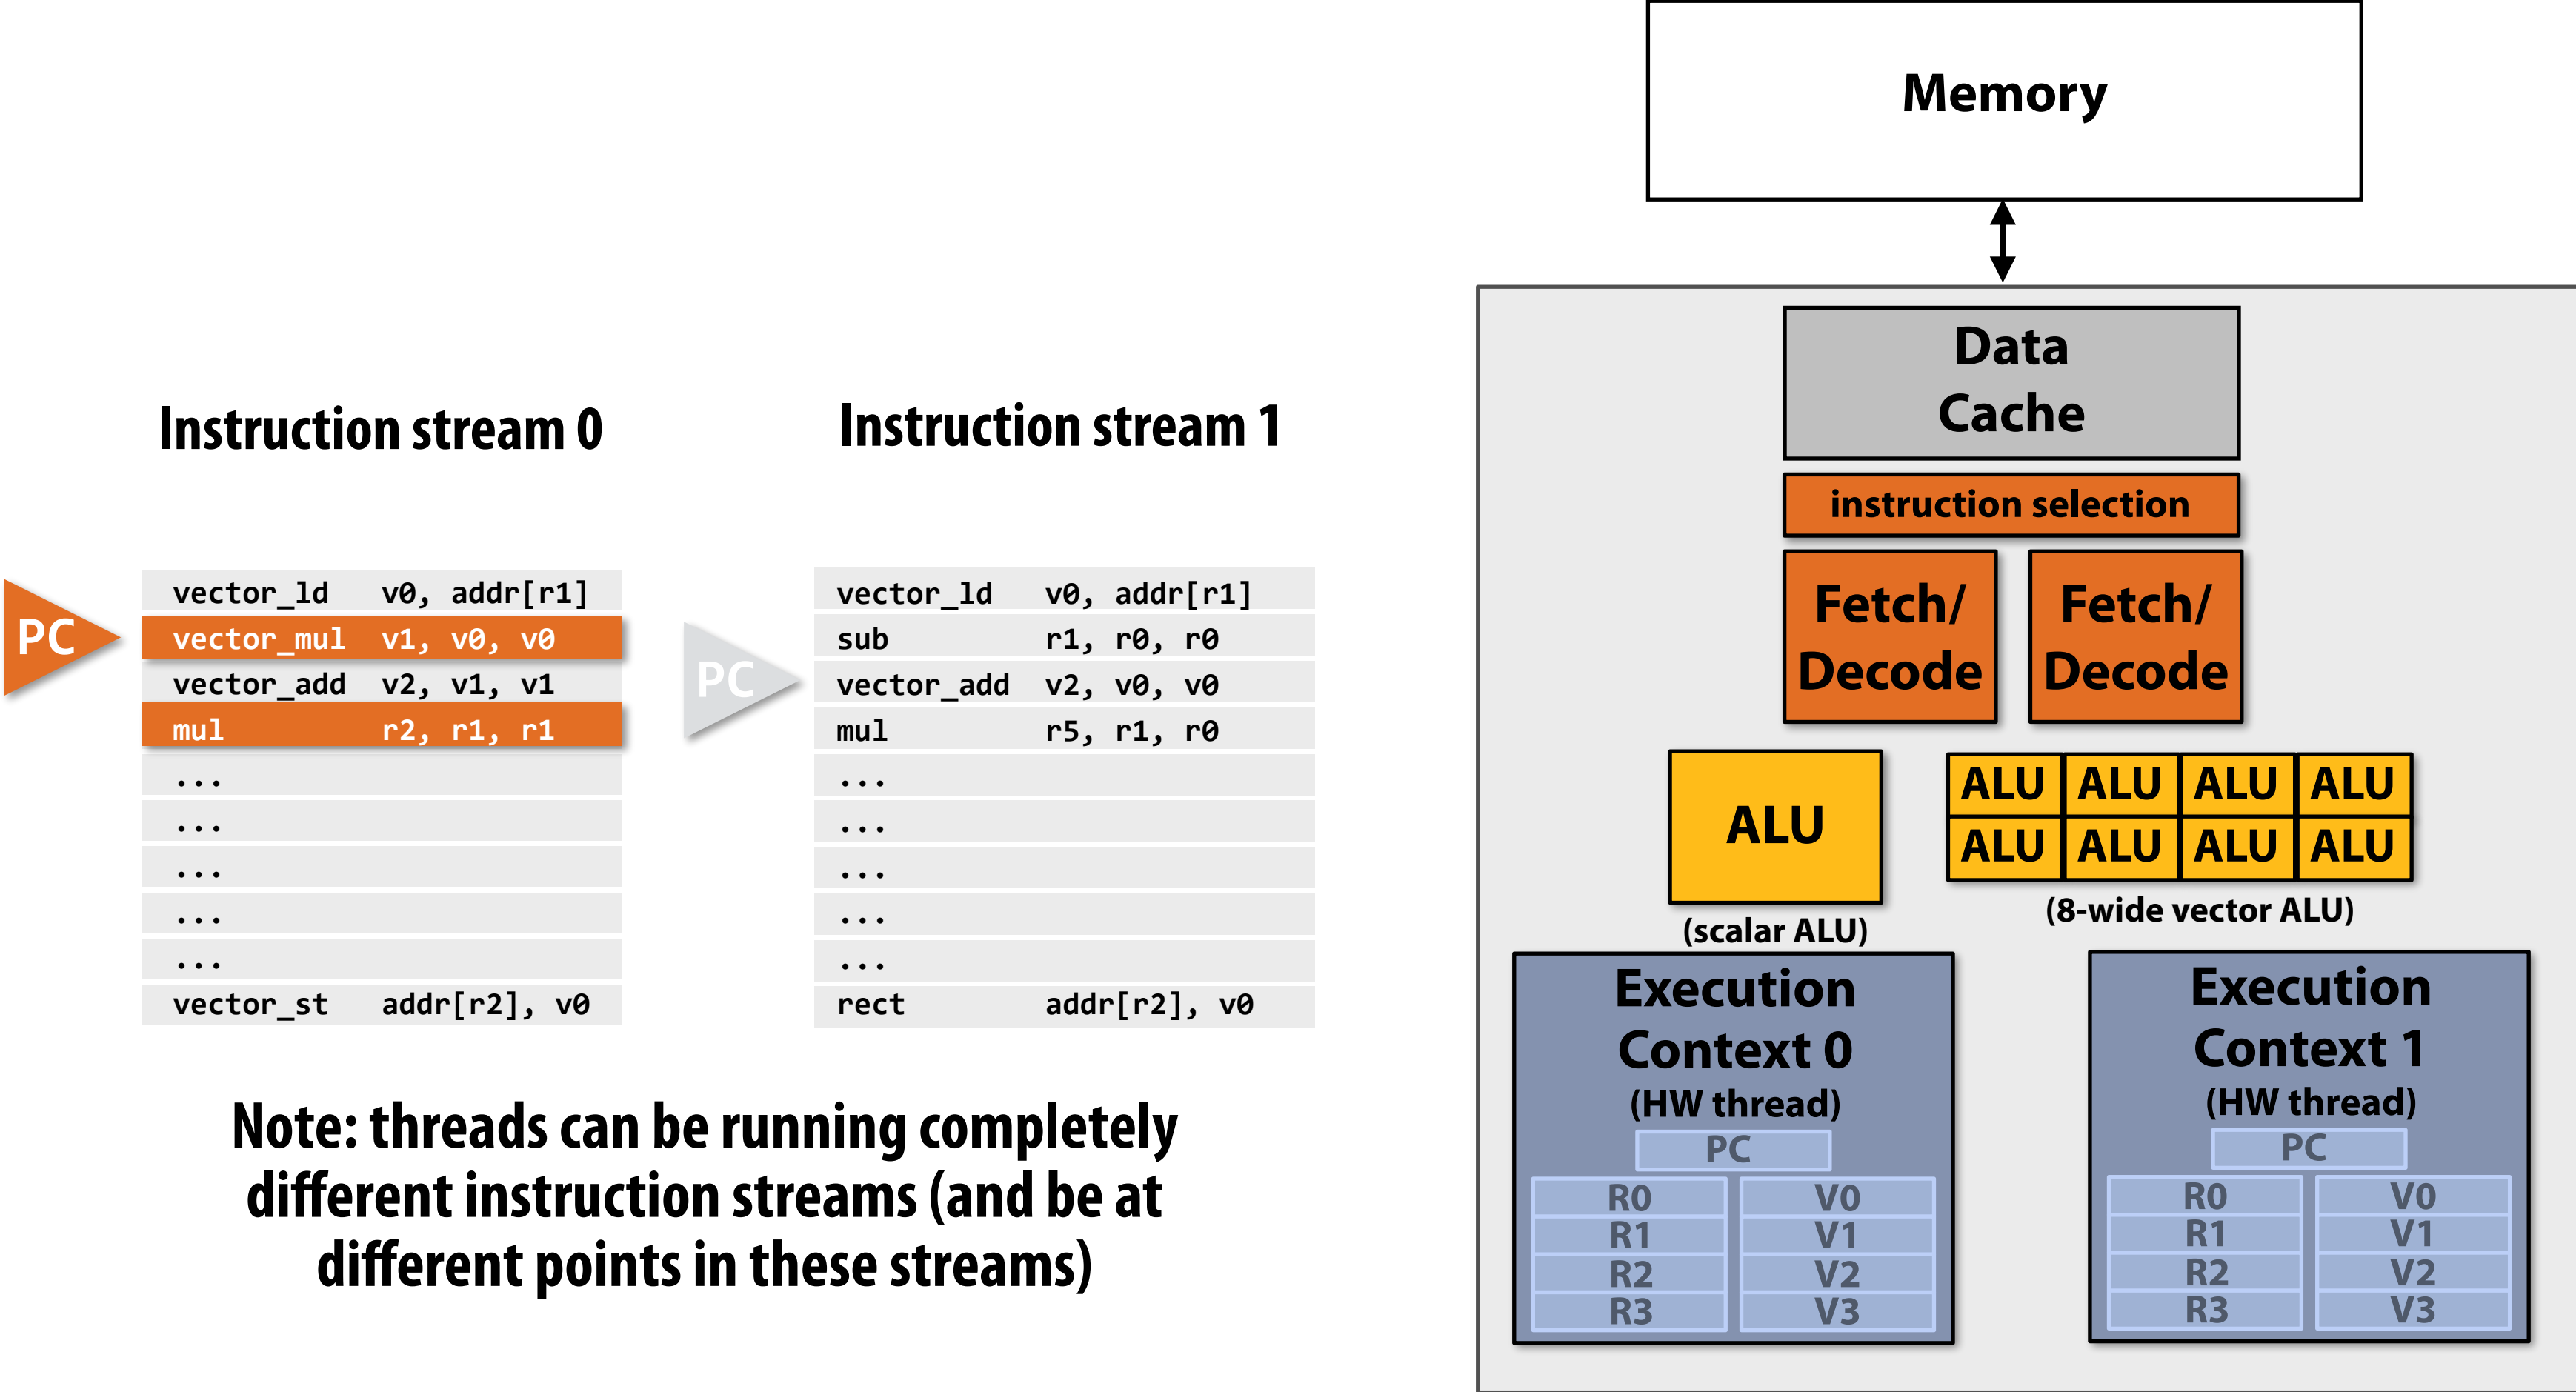 Memory
Data
Cache
instruction selection
Fetch/
Decode
Fetch/
Decode
ALU
(scalar ALU)
ALU ALU ALU ALU
ALU ALU ALU ALU
(8-wide vector ALU)
Execution
Context 0
(HW thread)
PC
R0 V0
R1 V1
R2 V2
R3 V3
Execution
Context 1
(HW thread)
PC
R0 V0
R1 V1
R2 V2
R3 V3
Instruction stream 0
PC
vector_ld v0, addr[r1]
vector_mul v1, v0, v0
vector_add v2, v1, v1
mul r2, r1, r1
...
...
...
...
...
vector_st addr[r2], v0
Instruction stream 1
PC
vector_ld v0, addr[r1]
sub r1, r0, r0
vector_add v2, v0, v0
mul r5, r1, r0
...
...
...
...
...
rect addr[r2], v0
Note: threads can be running completely
different instruction streams (and be at
different points in these streams)